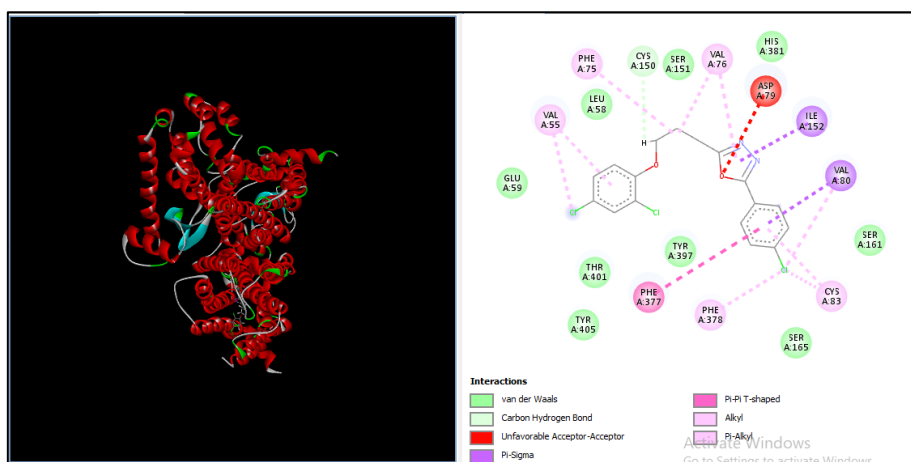 HIS
A:381
CYS
A:150
SER
A:151
VAL
A:76
PHE
A:75
ASP
A:79
LEU
A:58
ILE
A:152
VAL
A:55
H
N
N
O
O
GLU
A:59
VAL
A:80
Cl
Cl
SER
A:161
TYR
A:397
THR
A:401
Cl
PHE
A:377
CYS
A:83
PHE
A:378
TYR
A:405
SER
A:165
Interactions
van der Waals
Carbon Hydrogen Bond
Unfavorable Acceptor-Acceptor
Pi-Sigma
Pi-Pi T-shaped
Alkyl
Pi-Alkyl
Activate Windows
Go to Settings to activate Windows.